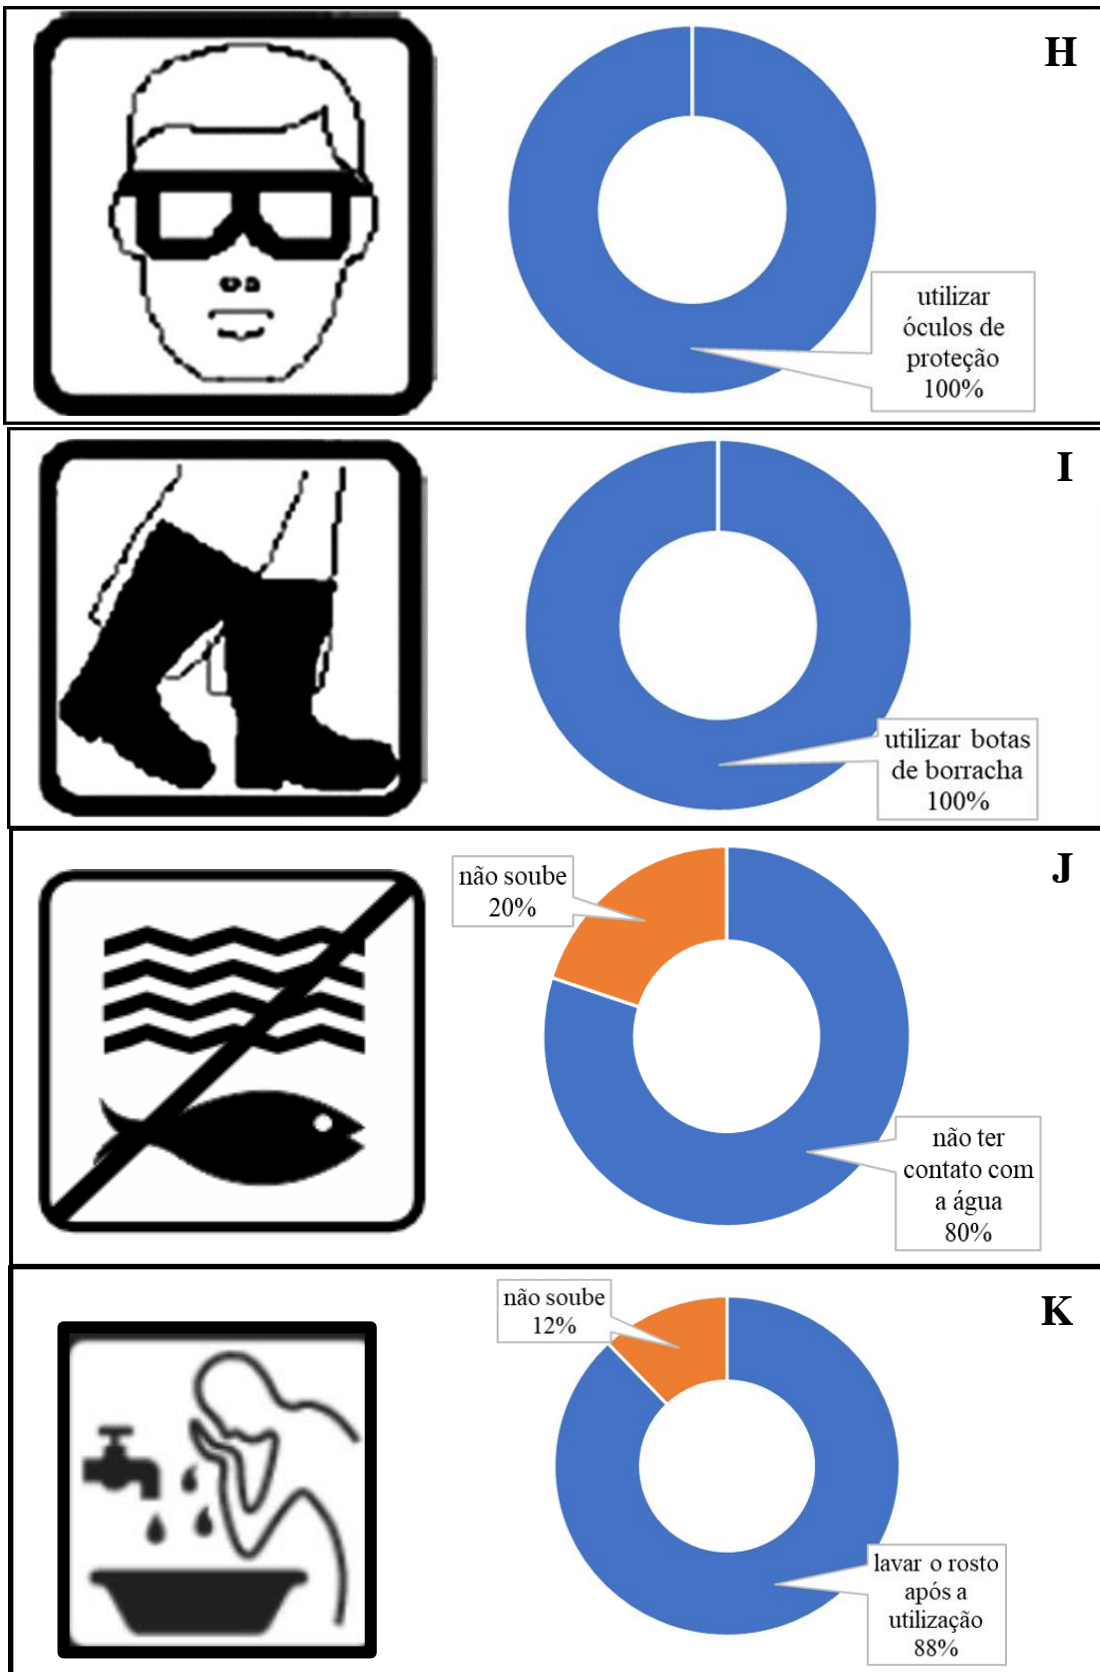 H
utilizar
óculos de
proteção
100%
I
utilizar botas
de borracha
100%
J
não soube
20%
não ter
contato com
a água
80%
K
não soube
12%
lavar o rosto
após a
utilização
88%